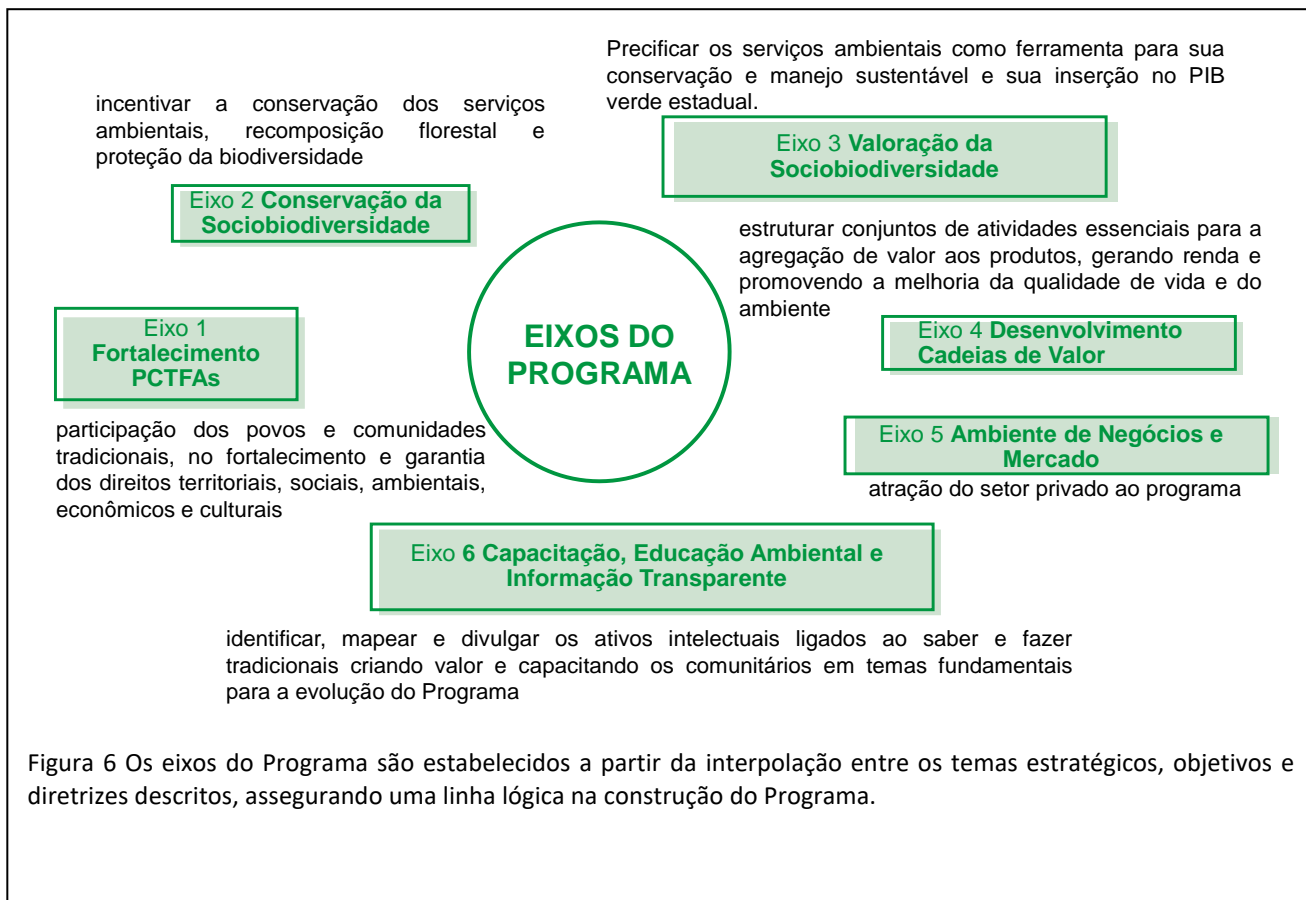 Precificar os serviços ambientais como ferramenta para sua
conservação e manejo sustentável e sua inserção no PIB
verde estadual.
Eixo 3 Valoração da
Sociobiodiversidade
incentivar a conservação dos serviços
ambientais, recomposição florestal e
proteção da biodiversidade
Eixo 2 Conservação da
Sociobiodiversidade
estruturar conjuntos de atividades essenciais para a
agregação de valor aos produtos, gerando renda e
promovendo a melhoria da qualidade de vida e do
ambiente
Eixo 4 Desenvolvimento
Cadeias de Valor
EIXOS DO
PROGRAMA
Eixo 1
Fortalecimento
PCTFAs
participação dos povos e comunidades
tradicionais, no fortalecimento e garantia
dos direitos territoriais, sociais, ambientais,
econômicos e culturais
Eixo 5 Ambiente de Negócios e
Mercado
atração do setor privado ao programa
Eixo 6 Capacitação, Educação Ambiental e
Informação Transparente
identificar, mapear e divulgar os ativos intelectuais ligados ao saber e fazer
tradicionais criando valor e capacitando os comunitários em temas fundamentais
para a evolução do Programa
Figura 6 Os eixos do Programa são estabelecidos a partir da interpolação entre os temas estratégicos, objetivos e
diretrizes descritos, assegurando uma linha lógica na construção do Programa.